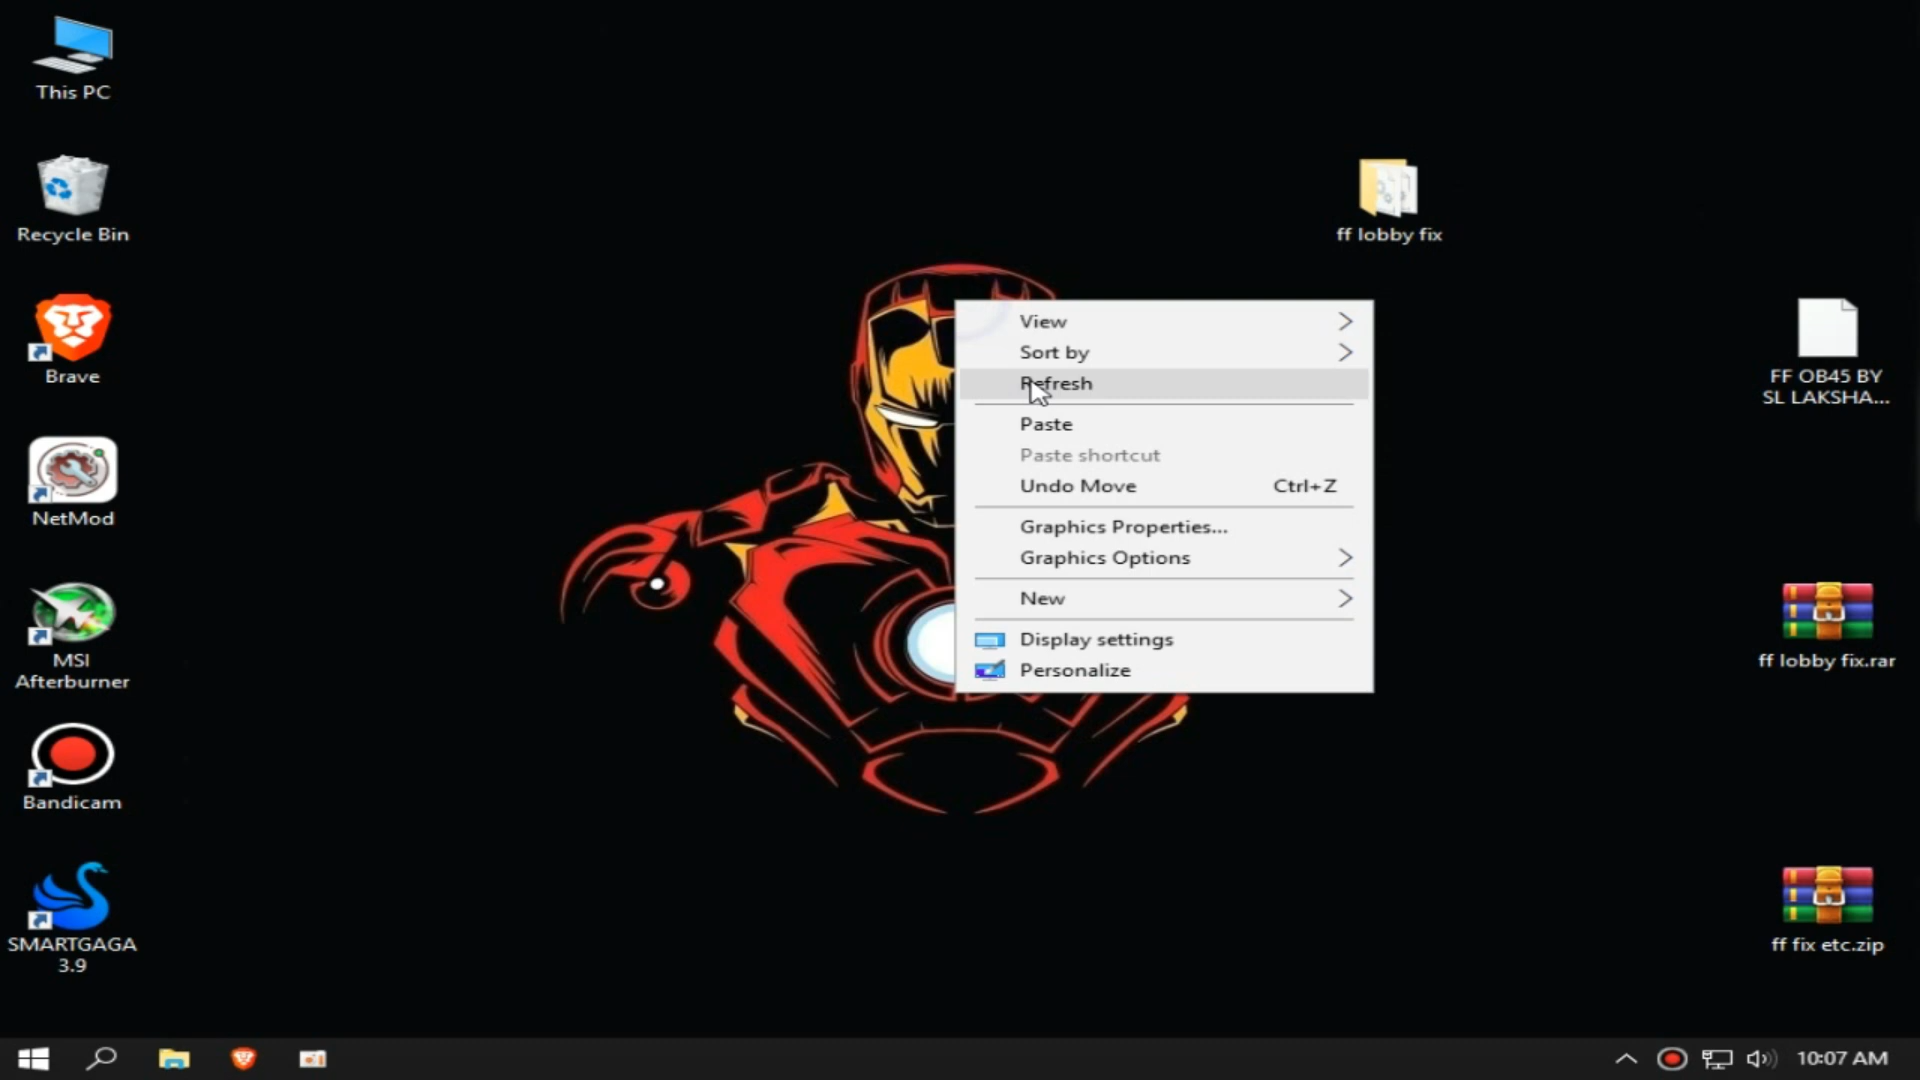 This PC
Recycle Bin
Brave
NetMod
MSI
Afterburner
Bandicam
SMARTGAGA
3.9
ff lobby fix
FF OB45 BY
SL LAKSHA...
ff lobby fix.rar
ff fix etc.zip
View
Sort by
Refresh
Paste
Paste shortcut
Undo Move Ctrl+Z
Graphics Properties...
Graphics Options
New
Display settings
Personalize
10:07 AM